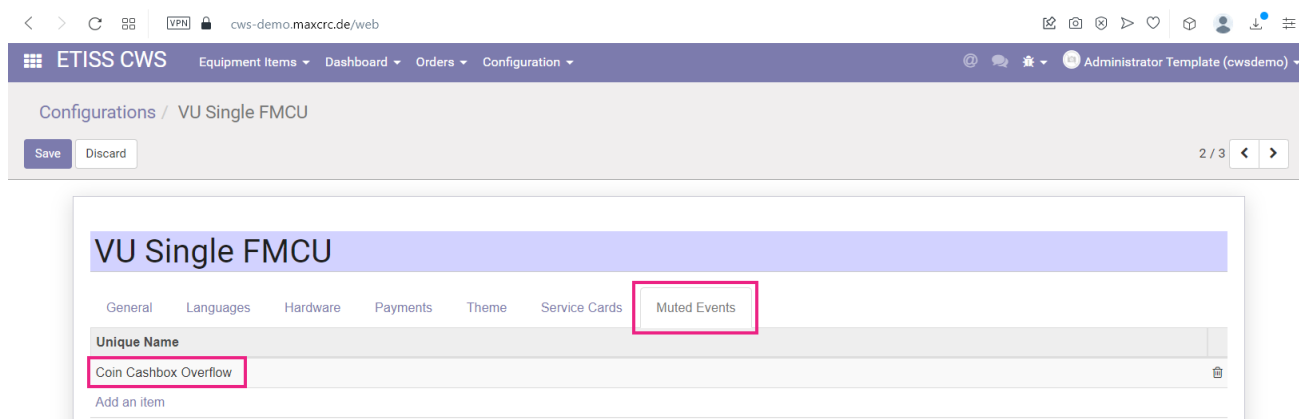 VPN cws-demo.maxcrc.de/web
ETISS CWS Equipment Items Dashboard Orders Configuration @ Administrator Template (cwsdemo)
Configurations / VU Single FMCU
Save Discard 2 / 3
VU Single FMCU
General Languages Hardware Payments Theme Service Cards Muted Events
Unique Name
Coin Cashbox Overflow
Add an item